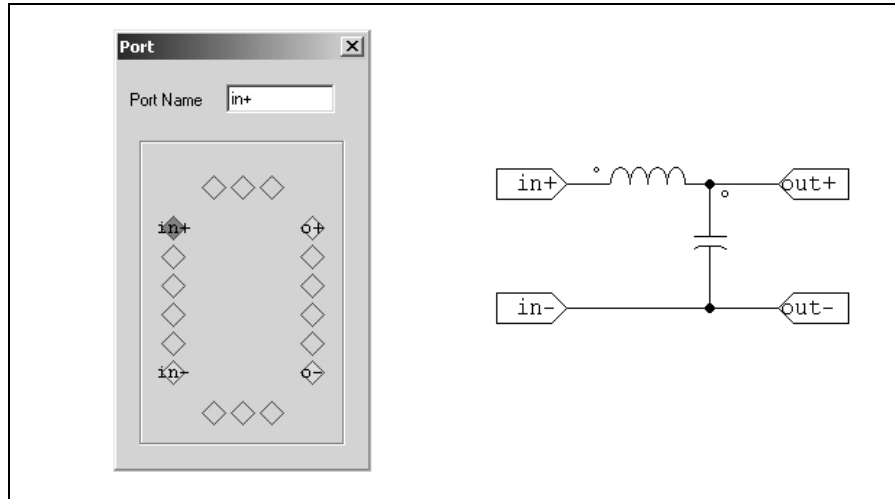 Port
Port Name in+
in+ o+
in- o-
in+ out+
in- out-